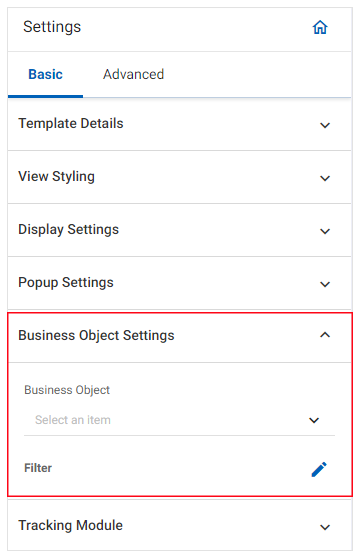 Settings
Basic Advanced
Template Details
View Styling
Display Settings
Popup Settings
Business Object Settings
Business Object
Select an item
Filter
Tracking Module